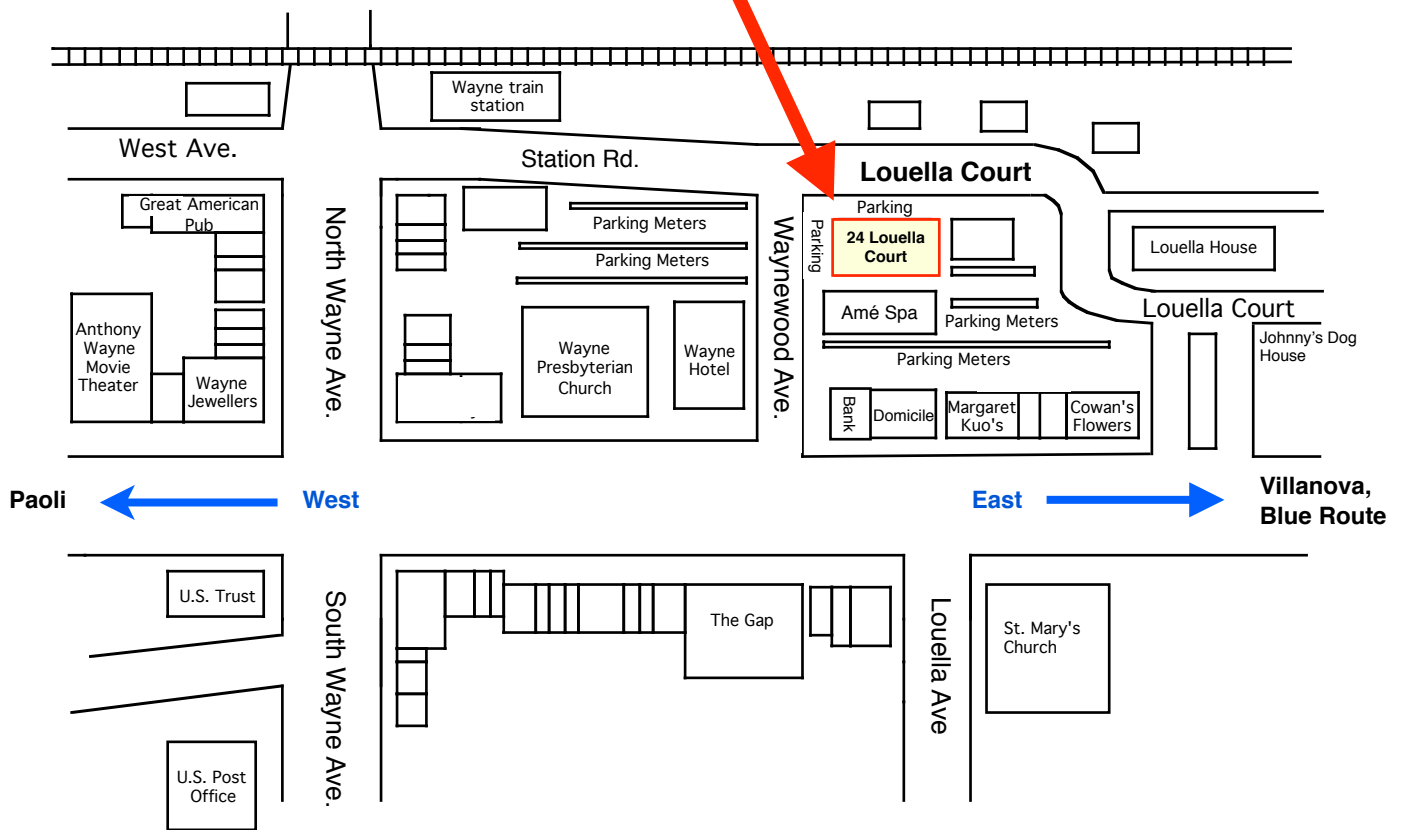 Wayne train
station
West Ave.
Station Rd.
Louella Court
Great American
Pub
North Wayne Ave.
Parking Meters
Parking Meters
Waynewood Ave.
Parking
Parking
24 Louella
Court
Louella House
Louella Court
Amé Spa
Parking Meters
Parking Meters
Johnny's Dog
House
Anthony
Wayne
Movie
Theater
Wayne
Jewellers
Wayne
Presbyterian
Church
Wayne
Hotel
Bank
Domicile
Margaret
Kuo's
Cowan's
Flowers
Paoli
West
East
Villanova,
Blue Route
U.S. Trust
South Wayne Ave.
The Gap
Louella Ave
St. Mary's
Church
U.S. Post
Office